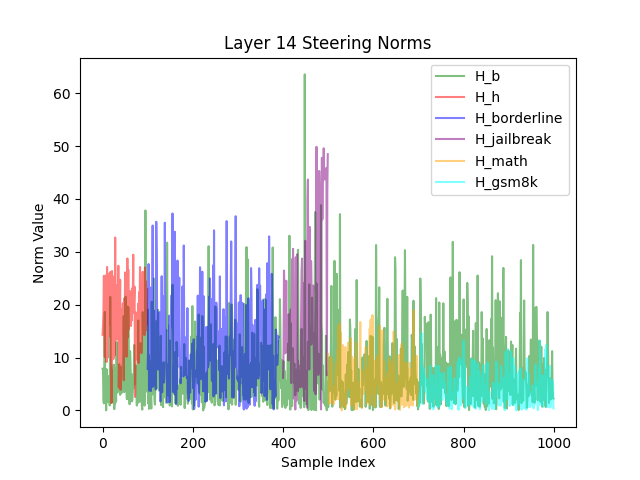 Layer 14 Steering Norms
H_b
H_h
H_borderline
H_jailbreak
H_math
H_gsm8k
Norm Value
60
50
40
30
20
10
0
0 200 400 600 800 1000
Sample Index